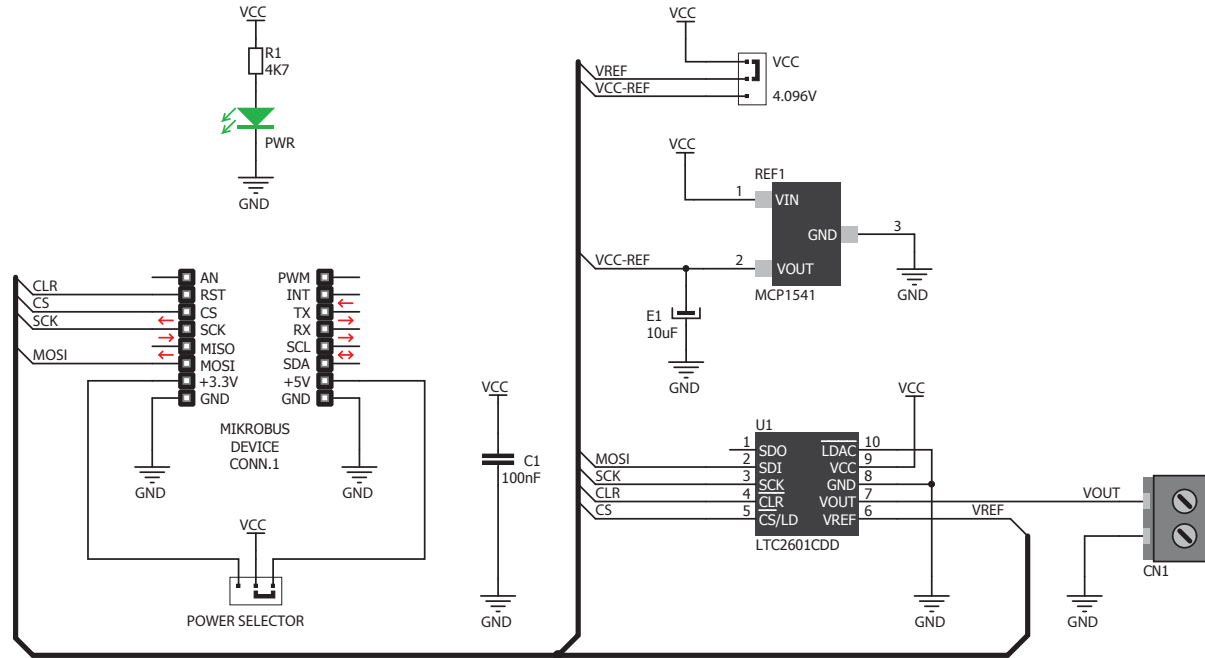 VCC
R1
4K7
PWR
GND
VCC
VREF
VCC
VCC-REF
4.096V
VCC
REF1
1
VIN
GND
3
VCC-REF
2
VOUT
MCP1541
GND
E1
10uF
GND
CLR
CS
SCK
MOSI
AN
RST
CS
SCK
MISO
MOSI
+3.3V
GND
PWM
INT
TX
RX
SCL
SDA
+5V
GND
MIKROBUS
DEVICE
CONN.1
GND
GND
VCC
POWER SELECTOR
VCC
C1
100nF
GND
VCC
U1
1 SDO
MOSI 2 SDI
SCK 3 SCK
CLR 4 CLR
CS 5 CS/LD
LDAC 10
VCC 9
GND 8
VOUT 7 VOUT
VREF 6 VREF
LTC2601CDD
GND
GND
CN1